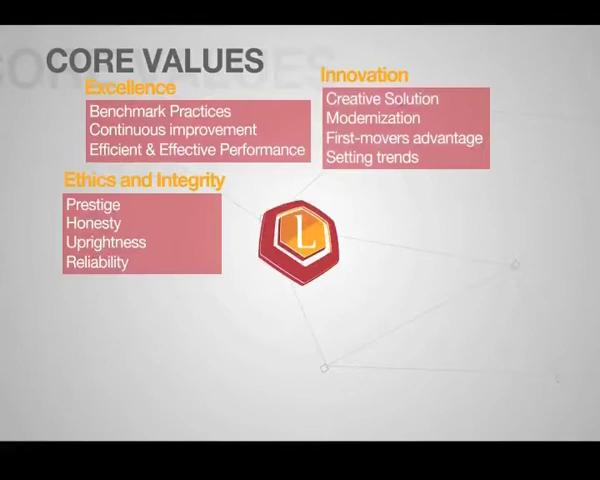 CORE VALUES
Excellence
Benchmark Practices
Continuous improvement
Efficient & Effective Performance
Innovation
Creative Solution
Modernization
First-movers advantage
Setting trends
Ethics and Integrity
Prestige
Honesty
Uprightness
Reliability
L